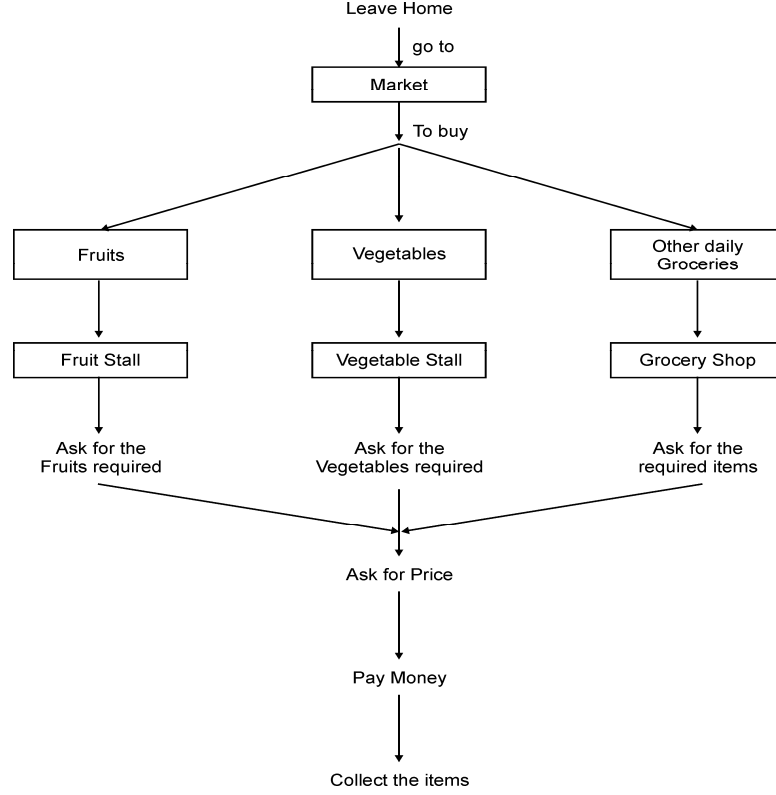 Leave Home
go to
Market
To buy
Fruits
Vegetables
Other daily
Groceries
Fruit Stall
Vegetable Stall
Grocery Shop
Ask for the
Fruits required
Ask for the
Vegetables required
Ask for the
required items
Ask for Price
Pay Money
Collect the items